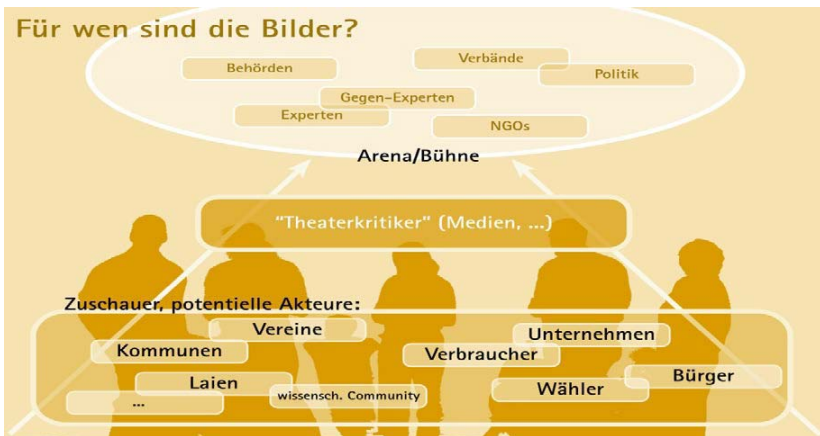 Für wen sind die Bilder?
Behörden
Verbände
Politik
Gegen-Experten
Experten
NGOs
Arena/Bühne
"Theaterkritiker" (Medien, ...)
Zuschauer, potentielle Akteure:
Vereine
Unternehmen
Kommunen
Verbraucher
Bürger
Laien
Wähler
wissensch. Community
...